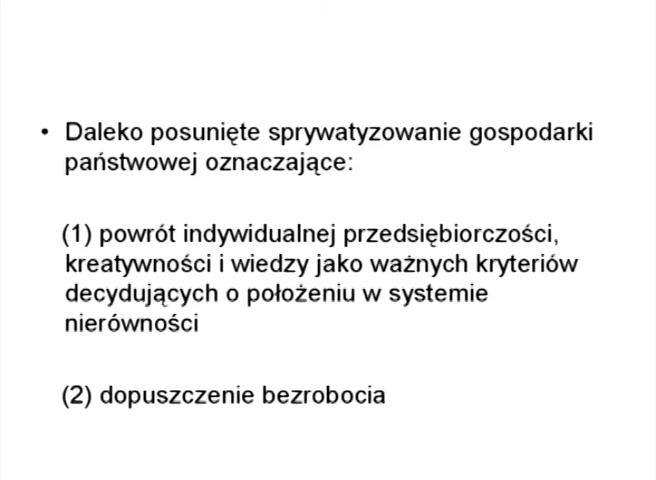 • Daleko posunięte sprywatyzowanie gospodarki
państwowej oznaczające:
(1) powrót indywidualnej przedsiębiorczości,
kreatywności i wiedzy jako ważnych kryteriów
decydujących o położeniu w systemie
nierówności
(2) dopuszczenie bezrobocia